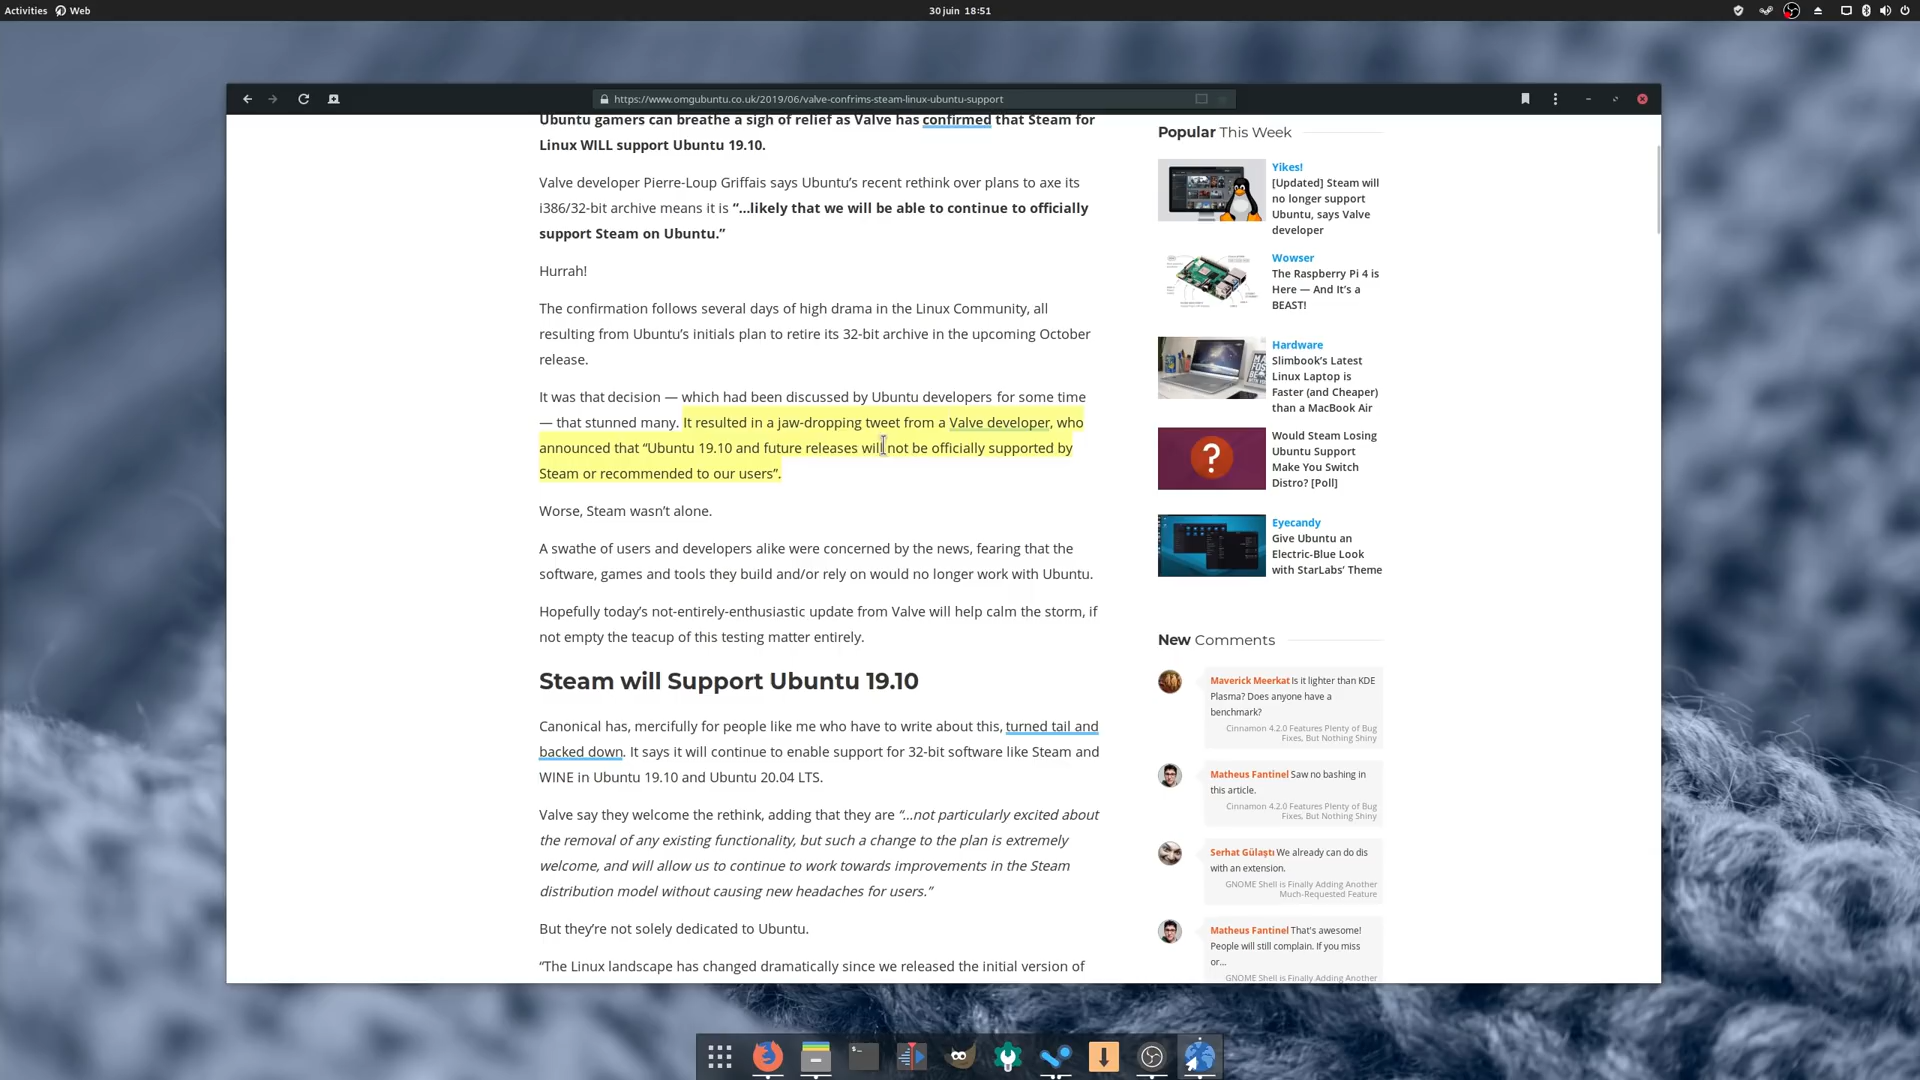 Activities Web 30 juin 18:51
https://www.omgubuntu.co.uk/2019/06/valve-confrims-steam-linux-ubuntu-support
Ubuntu gamers can breathe a sigh of relief as Valve has confirmed that Steam for
Linux WILL support Ubuntu 19.10.
Valve developer Pierre-Loup Griffais says Ubuntu’s recent rethink over plans to axe its
i386/32-bit archive means it is “…likely that we will be able to continue to officially
support Steam on Ubuntu.”
Hurrah!
The confirmation follows several days of high drama in the Linux Community, all
resulting from Ubuntu’s initials plan to retire its 32-bit archive in the upcoming October
release.
It was that decision — which had been discussed by Ubuntu developers for some time
— that stunned many. It resulted in a jaw-dropping tweet from a Valve developer, who
announced that “Ubuntu 19.10 and future releases will not be officially supported by
Steam or recommended to our users”.
Worse, Steam wasn’t alone.
A swathe of users and developers alike were concerned by the news, fearing that the
software, games and tools they build and/or rely on would no longer work with Ubuntu.
Hopefully today’s not-entirely-enthusiastic update from Valve will help calm the storm, if
not empty the teacup of this testing matter entirely.
Steam will Support Ubuntu 19.10
Canonical has, mercifully for people like me who have to write about this, turned tail and
backed down. It says it will continue to enable support for 32-bit software like Steam and
WINE in Ubuntu 19.10 and Ubuntu 20.04 LTS.
Valve say they welcome the rethink, adding that they are “…not particularly excited about
the removal of any existing functionality, but such a change to the plan is extremely
welcome, and will allow us to continue to work towards improvements in the Steam
distribution model without causing new headaches for users.”
But they’re not solely dedicated to Ubuntu.
“The Linux landscape has changed dramatically since we released the initial version of
Popular This Week
Yikes!
[Updated] Steam will
no longer support
Ubuntu, says Valve
developer
Wowser
The Raspberry Pi 4 is
Here — And It’s a
BEAST!
Hardware
Slimbook’s Latest
Linux Laptop is
Faster (and Cheaper)
than a MacBook Air
Would Steam Losing
Ubuntu Support
Make You Switch
Distro? [Poll]
Eyecandy
Give Ubuntu an
Electric-Blue Look
with StarLabs’ Theme
New Comments
Maverick Meerkat Is it lighter than KDE
Plasma? Does anyone have a
benchmark?
Cinnamon 4.2.0 Features Plenty of Bug
Fixes, But Nothing Shiny
Matheus Fantinel Saw no bashing in
this article.
Cinnamon 4.2.0 Features Plenty of Bug
Fixes, But Nothing Shiny
Serhat Gülaştı We already can do dis
with an extension.
GNOME Shell is Finally Adding Another
Much-Requested Feature
Matheus Fantinel That's awesome!
People will still complain. If you miss
or...
GNOME Shell is Finally Adding Another